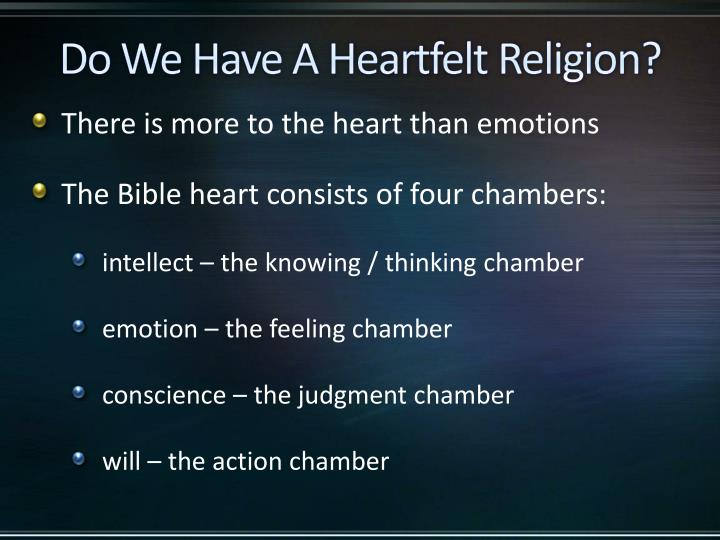 Do We Have A Heartfelt Religion?
There is more to the heart than emotions
The Bible heart consists of four chambers:
intellect – the knowing / thinking chamber
emotion – the feeling chamber
conscience – the judgment chamber
will – the action chamber